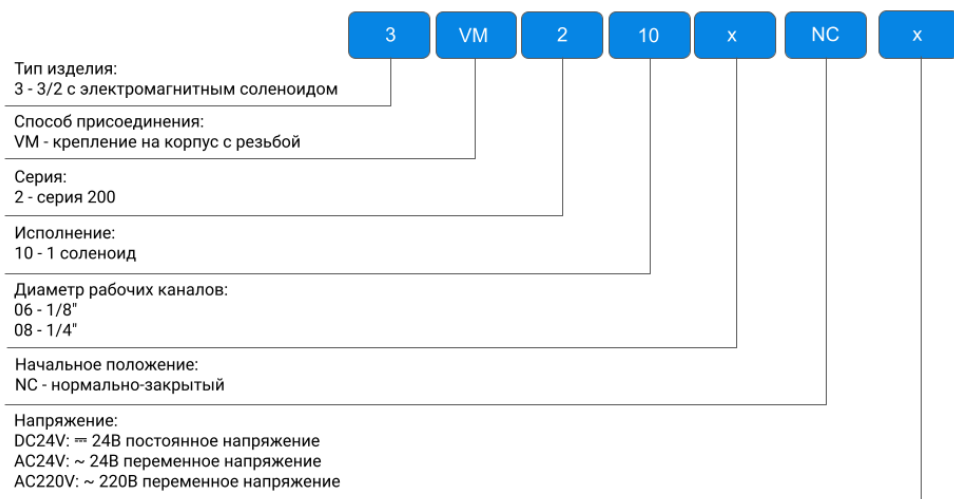 3 VM 2 10 x NC x
Тип изделия:
3 - 3/2 с электромагнитным соленоидом
Способ присоединения:
VM - крепление на корпус с резьбой
Серия:
2 - серия 200
Исполнение:
10 - 1 соленоид
Диаметр рабочих каналов:
06 - 1/8"
08 - 1/4"
Начальное положение:
NC - нормально-закрытый
Напряжение:
DC24V: ⎓ 24В постоянное напряжение
AC24V: ~ 24В переменное напряжение
AC220V: ~ 220В переменное напряжение